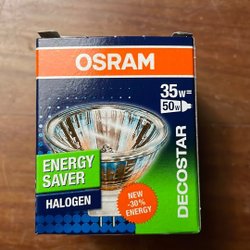 OSRAM
35W=
50W
ENERGY
SAVER
HALOGEN
NEW
-30%
ENERGY
DECOSTAR